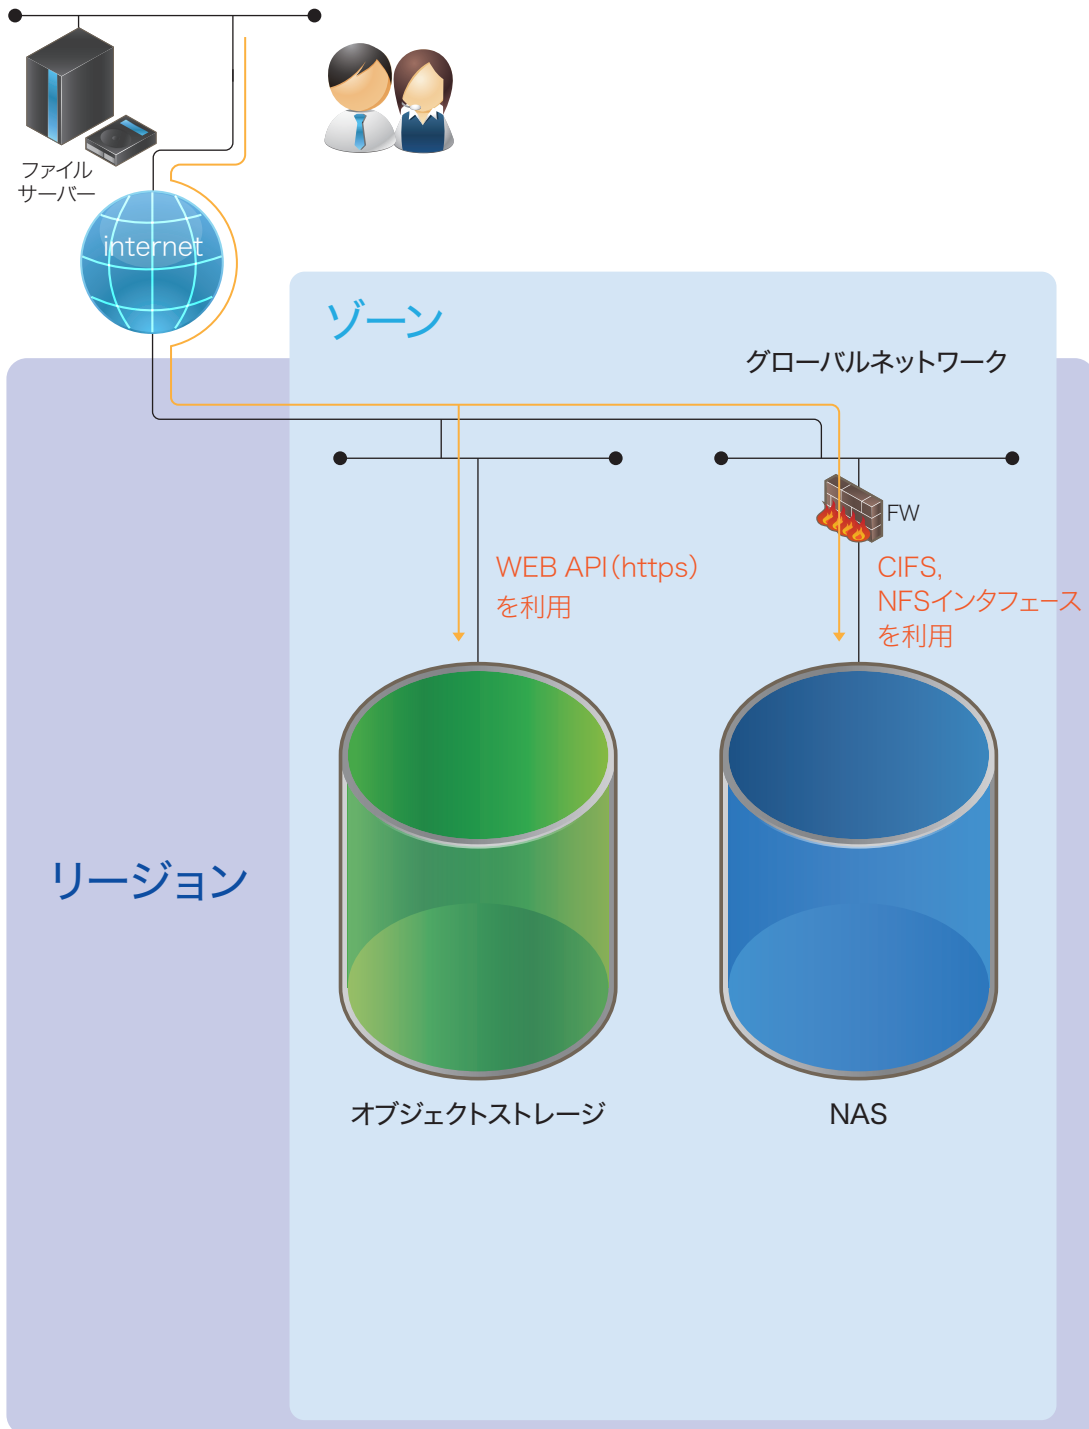 ファイル
サーバー
internet
ゾーン
グローバルネットワーク
FW
WEB API(https)
を利用
CIFS,
NFSインタフェース
を利用
リージョン
オブジェクトストレージ
NAS